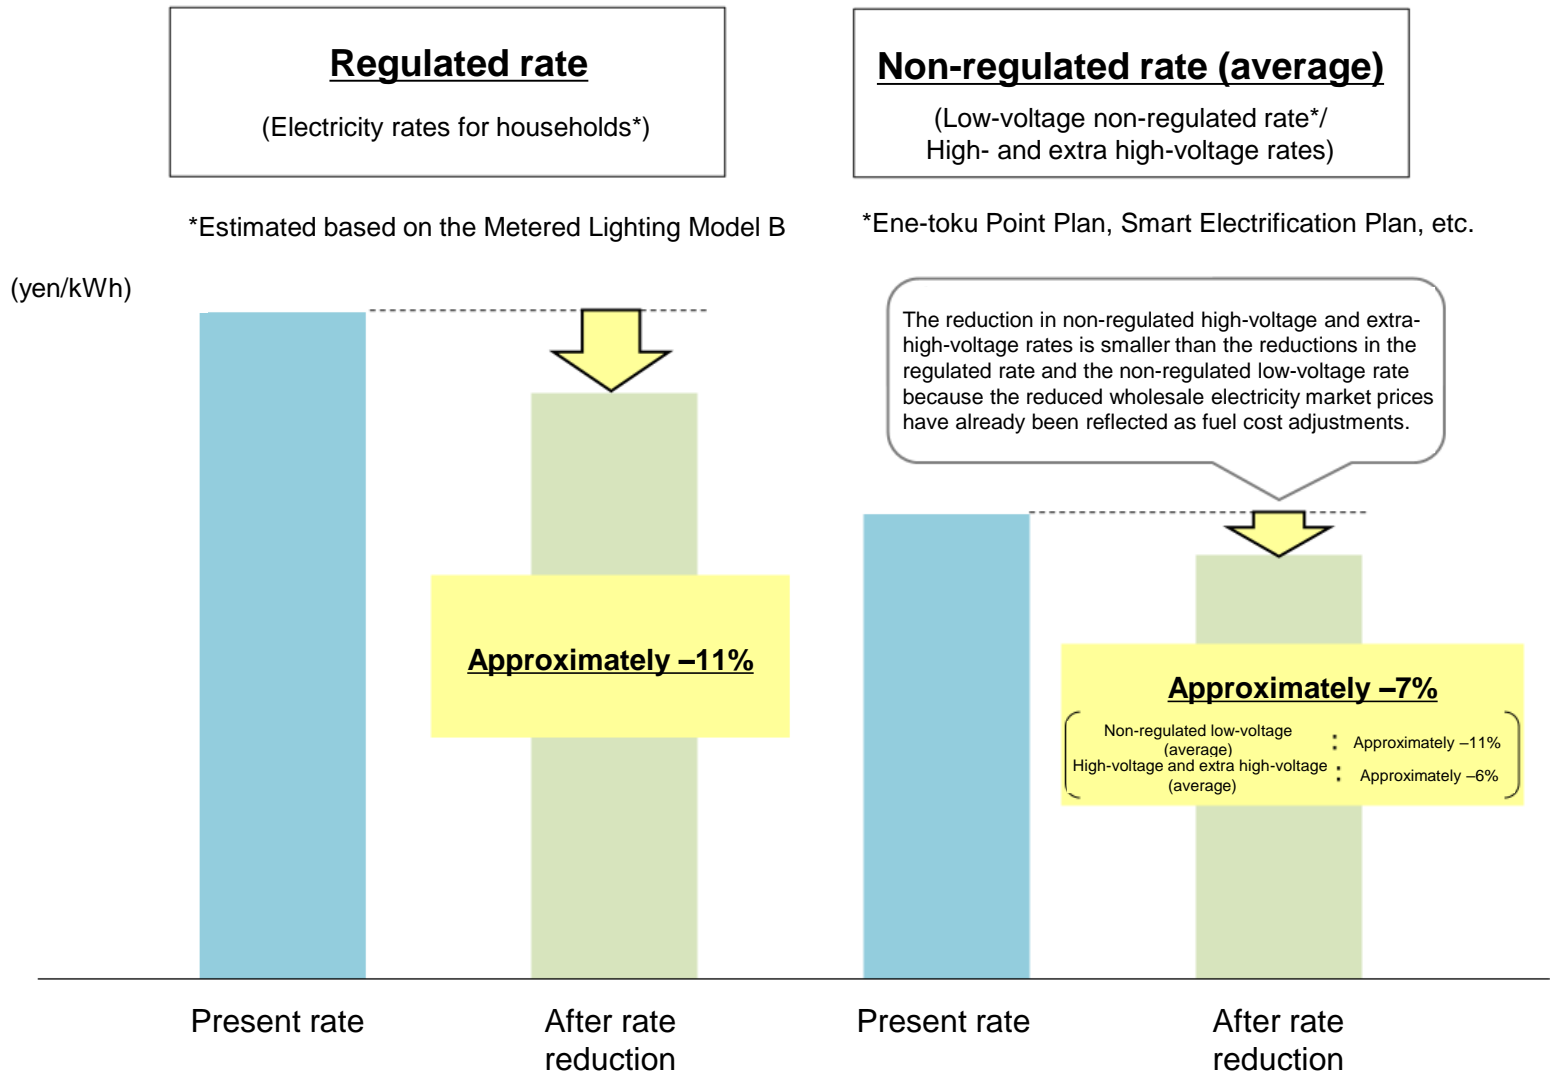 Regulated rate
(Electricity rates for households*)
*Estimated based on the Metered Lighting Model B
Non-regulated rate (average)
(Low-voltage non-regulated rate*/
High- and extra high-voltage rates)
*Ene-toku Point Plan, Smart Electrification Plan, etc.
(yen/kWh)
The reduction in non-regulated high-voltage and extra-
high-voltage rates is smaller than the reductions in the
regulated rate and the non-regulated low-voltage rate
because the reduced wholesale electricity market prices
have already been reflected as fuel cost adjustments.
Approximately –11%
Approximately –7%
Non-regulated low-voltage
(average)
: Approximately –11%
High-voltage and extra high-voltage
(average)
: Approximately –6%
Present rate
After rate
reduction
Present rate
After rate
reduction